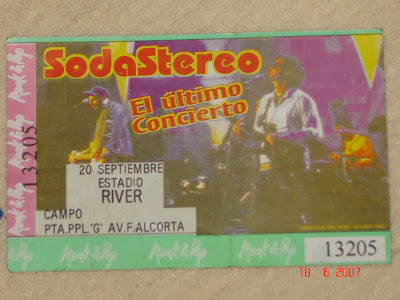 SodaStereo
El último
Concierto
20 SEPTIEMBRE
ESTADIO
RIVER
CAMPO
PTA.PPL.'G' AV.F.ALCORTA
13205
Rock & Pop
Rock & Pop
Rock & Pop
Rock & Pop
Rock & Pop
13205
18 6 2007